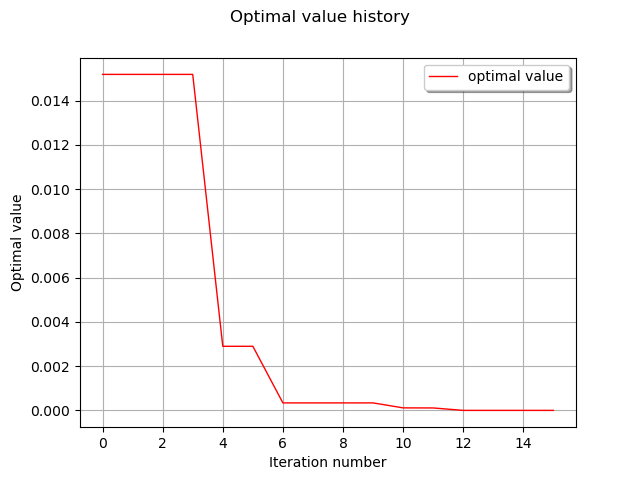 Optimal value history
optimal value
Optimal value
0.014
0.012
0.010
0.008
0.006
0.004
0.002
0.000
0 2 4 6 8 10 12 14
Iteration number